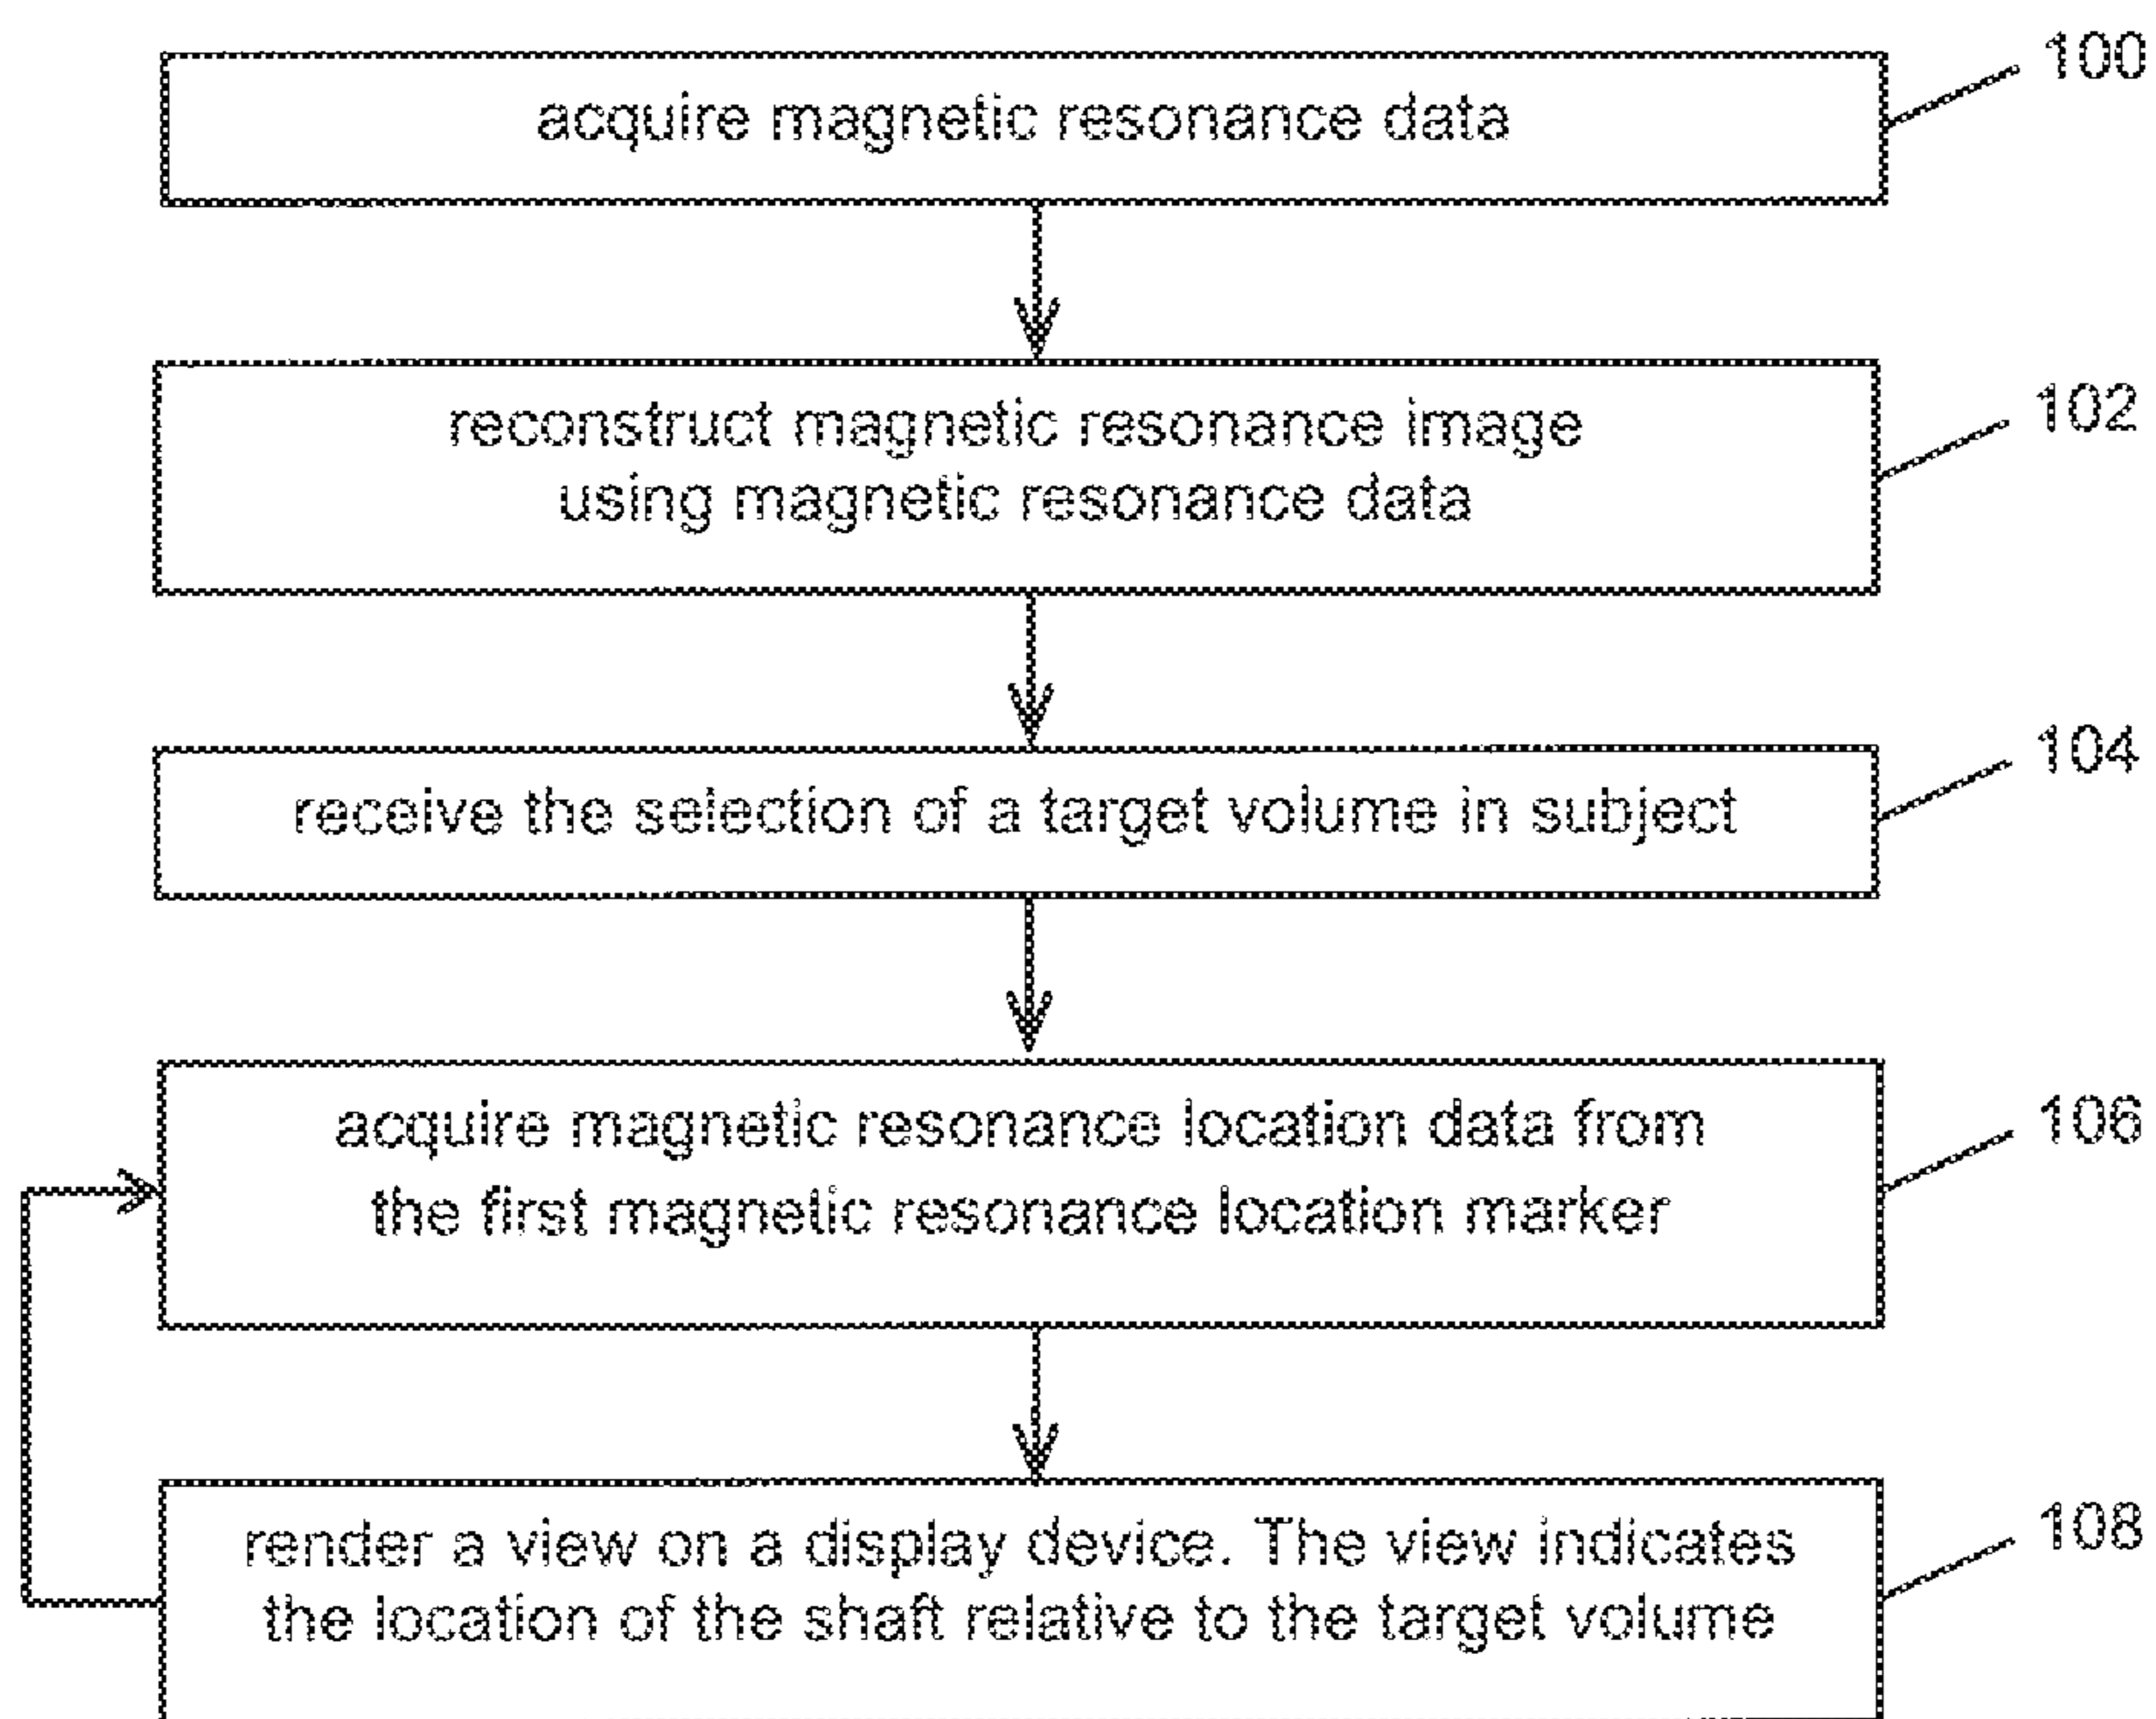 acquire magnetic resonance data
100
reconstruct magnetic resonance image
using magnetic resonance data
102
receive the selection of a target volume in subject
104
acquire magnetic resonance location data from
the first magnetic resonance location marker
106
render a view on a display device. The view indicates
the location of the shaft relative to the target volume
108